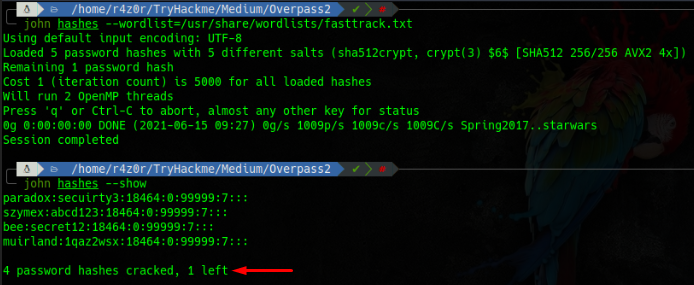 /home/r4z0r/TryHackme/Medium/Overpass2
john hashes --wordlist=/usr/share/wordlists/fasttrack.txt
Using default input encoding: UTF-8
Loaded 5 password hashes with 5 different salts (sha512crypt, crypt(3) $6$ [SHA512 256/256 AVX2 4x])
Remaining 1 password hash
Cost 1 (iteration count) is 5000 for all loaded hashes
Will run 2 OpenMP threads
Press 'q' or Ctrl-C to abort, almost any other key for status
0g 0:00:00:00 DONE (2021-06-15 09:27) 0g/s 1009p/s 1009c/s 1009C/s Spring2017..starwars
Session completed
/home/r4z0r/TryHackme/Medium/Overpass2
john hashes --show
paradox:secuirty3:18464:0:99999:7:::
szymex:abcd123:18464:0:99999:7:::
bee:secret12:18464:0:99999:7:::
muirland:1qaz2wsx:18464:0:99999:7:::
4 password hashes cracked, 1 left